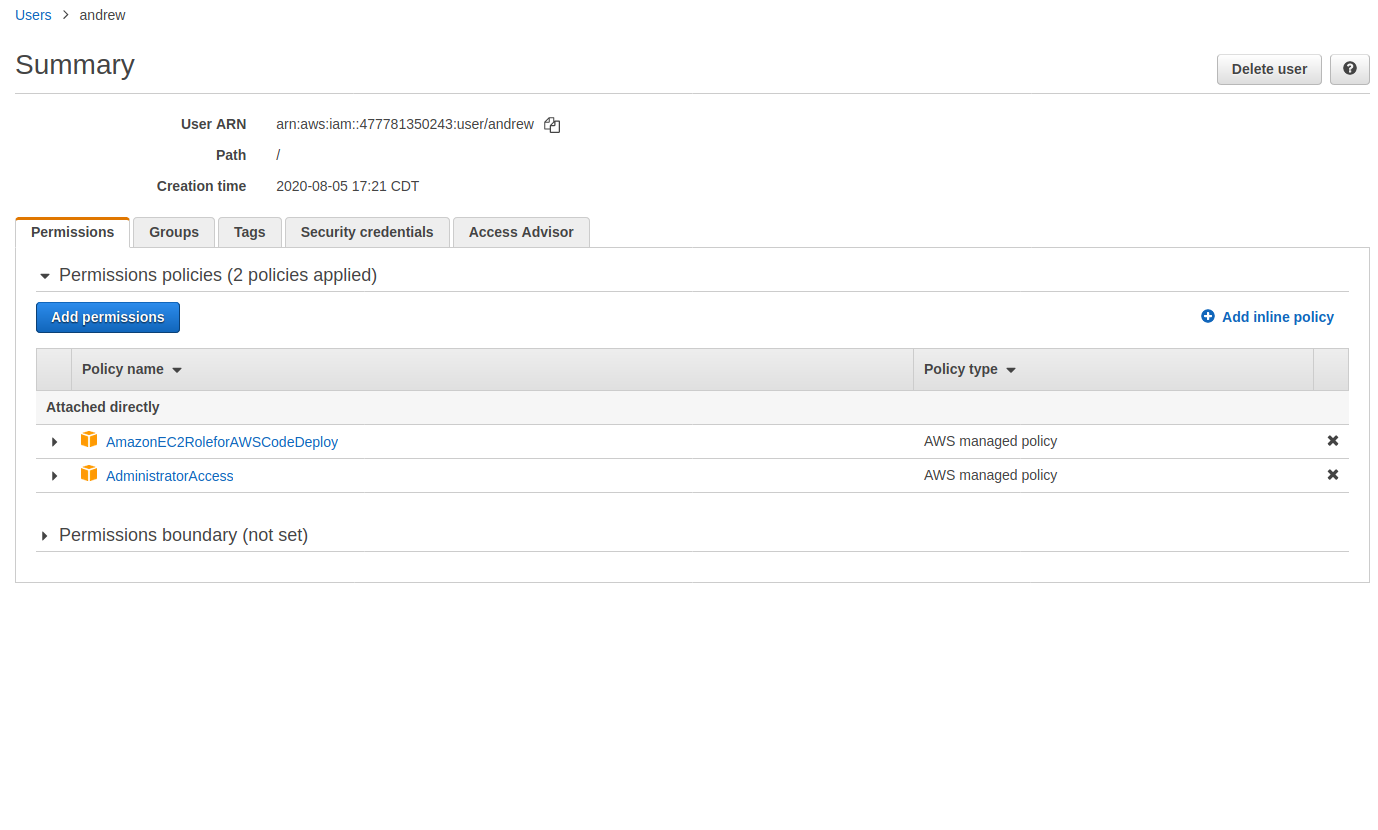 Users > andrew
Summary
Delete user
User ARN arn:aws:iam::477781350243:user/andrew
Path /
Creation time 2020-08-05 17:21 CDT
Permissions Groups Tags Security credentials Access Advisor
Permissions policies (2 policies applied)
Add permissions Add inline policy
Policy name Policy type
Attached directly
AmazonEC2RoleforAWSCodeDeploy AWS managed policy
AdministratorAccess AWS managed policy
Permissions boundary (not set)